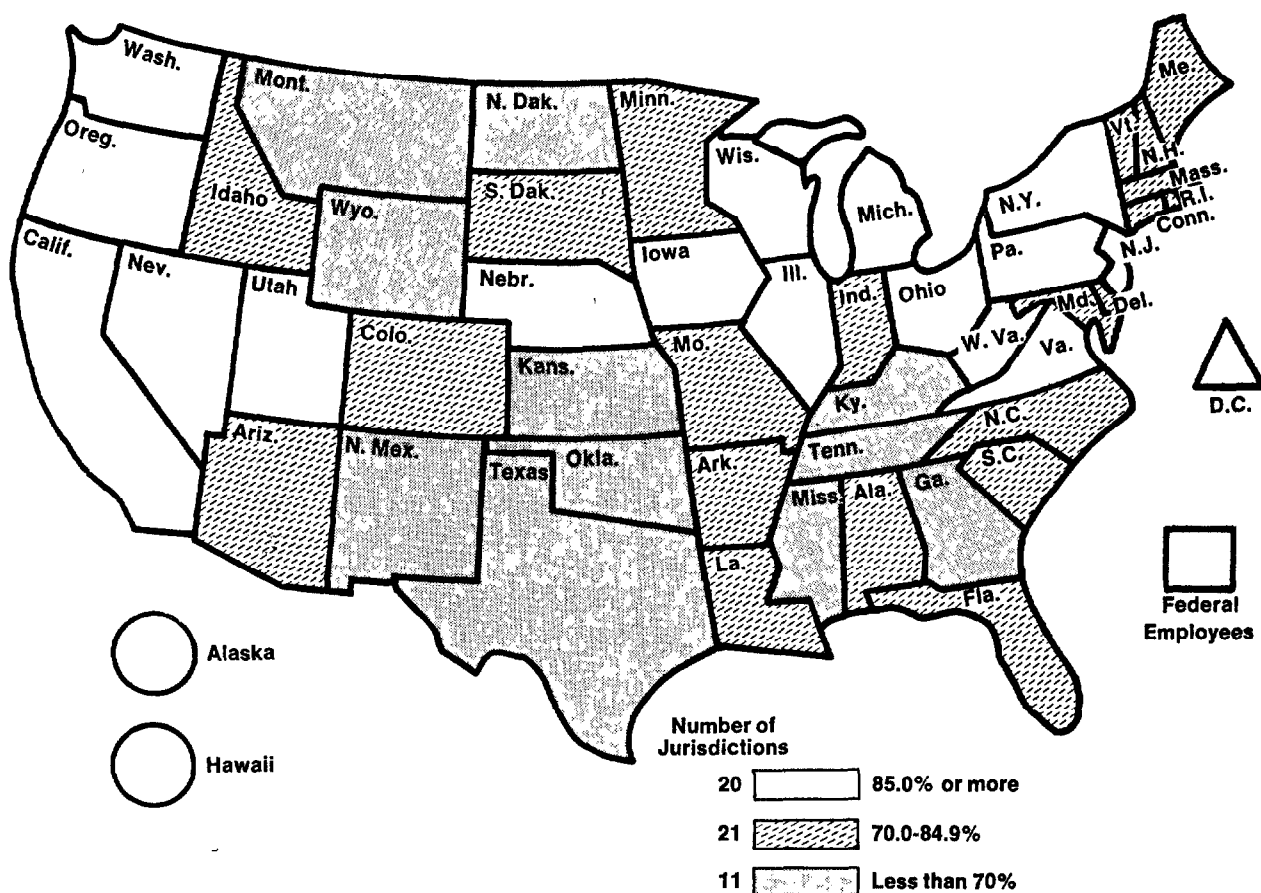 Wash.
Mont.
N. Dak.
Minn.
Me.
Oreg.
Idaho
Wyo.
S. Dak.
Wis.
Mich.
N.Y.
Vt.
N.H.
Mass.
R.I.
Conn.
Calif.
Nev.
Utah
Colo.
Nebr.
Iowa
Ill.
Ind.
Ohio
Pa.
N.J.
Md.
Del.
W. Va.
Va.
D.C.
Kans.
Mo.
Ky.
Ariz.
N. Mex.
Texas
Okla.
Ark.
Tenn.
N.C.
S.C.
Miss.
Ala.
Ga.
La.
Fla.
Federal
Employees
Alaska
Hawaii
Number of
Jurisdictions
20 85.0% or more
21 70.0-84.9%
11 Less than 70%